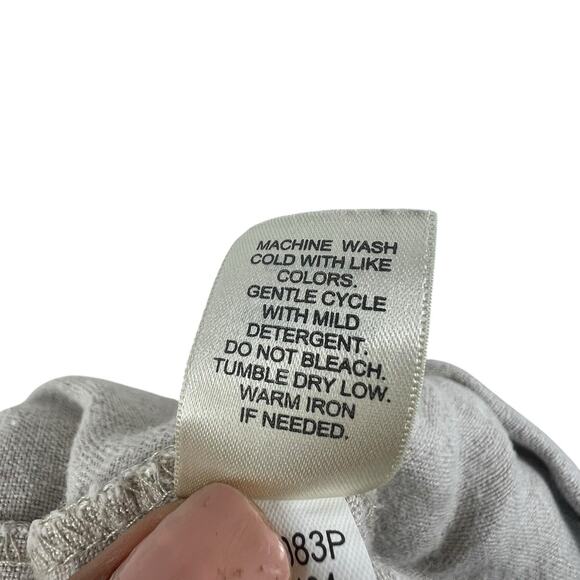 MACHINE WASH
COLD WITH LIKE
COLORS.
GENTLE CYCLE
WITH MILD
DETERGENT.
DO NOT BLEACH.
TUMBLE DRY LOW.
WARM IRON
IF NEEDED.
083P